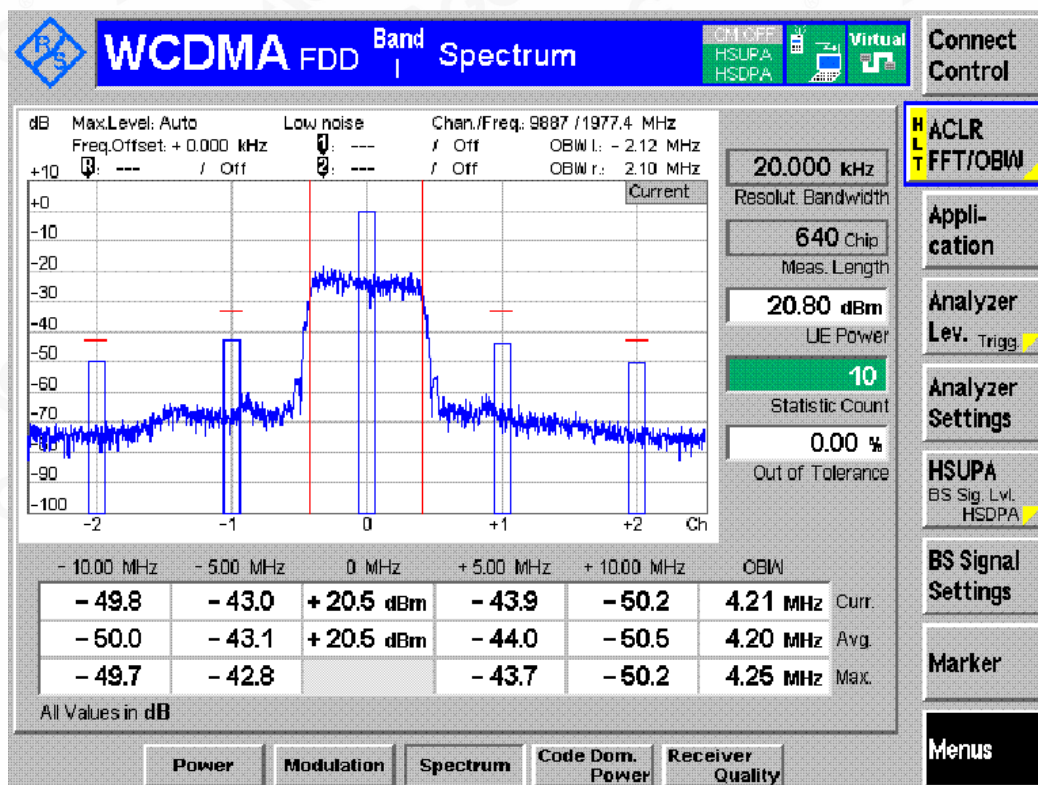 R&S
WCDMA FDD Band I Spectrum
CM:OFF
HSUPA
HSDPA
Virtual
Connect Control
dB Max.Level: Auto Low noise Chan./Freq.: 9887 / 1977.4 MHz
Freq.Offset: + 0.000 kHz 1: --- / Off OBW l.: - 2.12 MHz
R: --- / Off 2: --- / Off OBW r.: 2.10 MHz
Current
+10
+0
-10
-20
-30
-40
-50
-60
-70
-80
-90
-100
-2 -1 0 +1 +2 Ch
20.000 kHz
Resolut. Bandwidth
640 Chip
Meas. Length
20.80 dBm
UE Power
10
Statistic Count
0.00 %
Out of Tolerance
- 10.00 MHz - 5.00 MHz 0 MHz + 5.00 MHz + 10.00 MHz OBW
- 49.8 - 43.0 + 20.5 dBm - 43.9 - 50.2 4.21 MHz Curr.
- 50.0 - 43.1 + 20.5 dBm - 44.0 - 50.5 4.20 MHz Avg.
- 49.7 - 42.8 - 43.7 - 50.2 4.25 MHz Max.
All Values in dB
HLT
ACLR
FFT/OBW
Appli-
cation
Analyzer
Lev. Trigg.
Analyzer
Settings
HSUPA
BS Sig. Lvl.
HSDPA
BS Signal
Settings
Marker
Menus
Power
Modulation
Spectrum
Code Dom.
Power
Receiver
Quality